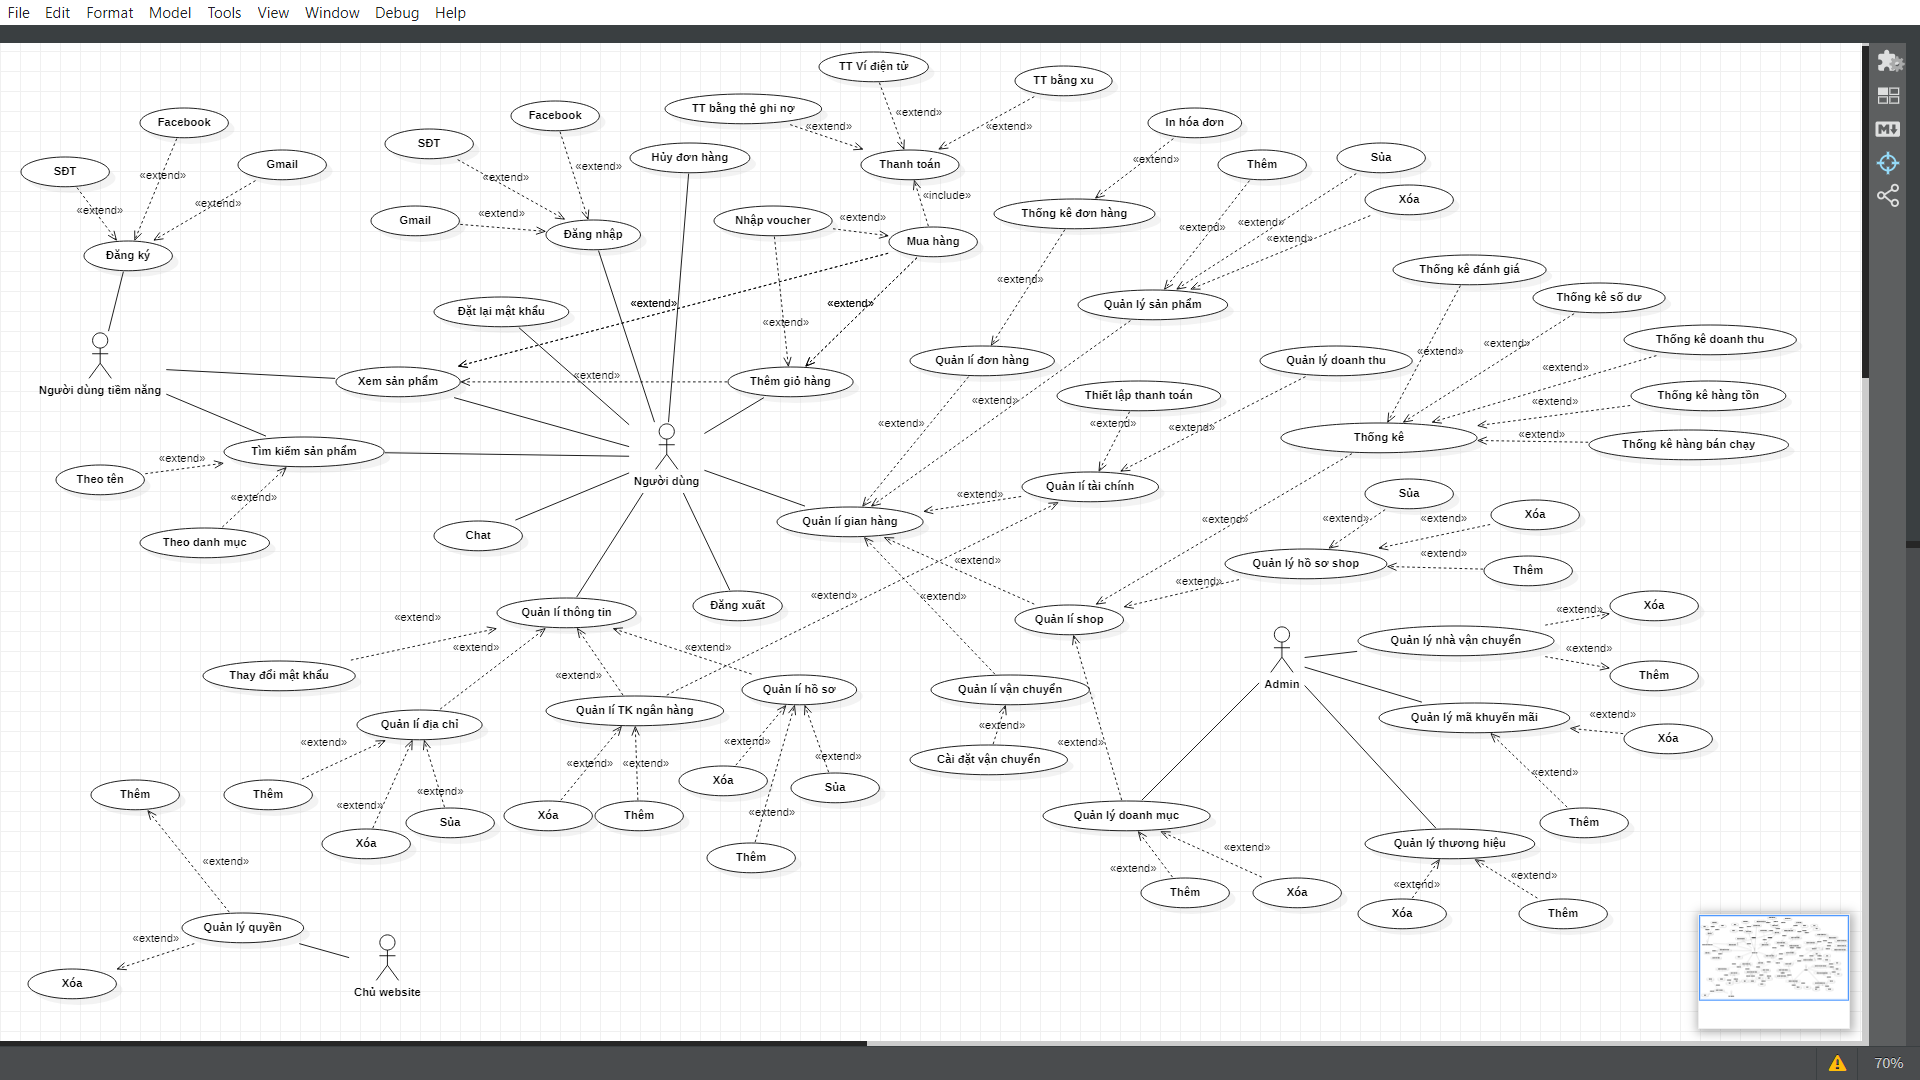 File Edit Format Model Tools View Window Debug Help
TT Ví điện tử
TT bằng xu
TT bằng thẻ ghi nợ
«extend»
Facebook
Facebook
In hóa đơn
«extend»
«extend»
SĐT
Hủy đơn hàng
Thanh toán
«extend»
Thêm
Sủa
SĐT
«extend»
Gmail
«extend»
«extend»
«include»
Xóa
«extend»
«extend»
Gmail
«extend»
Nhập voucher
«extend»
Thống kê đơn hàng
«extend»
«extend»
«extend»
Đăng ký
Đăng nhập
Mua hàng
Thống kê đánh giá
«extend»
Thống kê số dư
Đặt lại mật khẩu
«extend»
«extend»
«extend»
Quản lý sản phẩm
Thống kê doanh thu
«extend»
«extend»
Quản lí đơn hàng
Quản lý doanh thu
«extend»
Người dùng tiềm năng
Xem sản phẩm
«extend»
Thêm giỏ hàng
Thiết lập thanh toán
Thống kê hàng tồn
«extend»
«extend»
«extend»
«extend»
«extend»
Thống kê
«extend»
Thống kê hàng bán chạy
Tìm kiếm sản phẩm
«extend»
Theo tên
Người dùng
Quản lí tài chính
«extend»
«extend»
Sủa
Xóa
Quản lí gian hàng
«extend»
«extend»
«extend»
Theo danh mục
Chat
«extend»
«extend»
Quản lý hồ sơ shop
Thêm
«extend»
«extend»
«extend»
Đăng xuất
Quản lí thông tin
«extend»
Quản lí shop
«extend»
Xóa
Quản lý nhà vận chuyển
«extend»
«extend»
«extend»
Thay đổi mật khẩu
«extend»
Quản lí hồ sơ
Quản lí vận chuyển
Admin
Thêm
Quản lí TK ngân hàng
Quản lí địa chỉ
Quản lý mã khuyến mãi
«extend»
«extend»
«extend»
«extend»
«extend»
Xóa
«extend»
«extend»
«extend»
Cài đặt vận chuyển
«extend»
Thêm
Thêm
«extend»
«extend»
Xóa
Sủa
Sủa
Xóa
Thêm
«extend»
Quản lý doanh mục
Thêm
Xóa
Thêm
«extend»
«extend»
Quản lý thương hiệu
«extend»
«extend»
«extend»
Thêm
Xóa
Xóa
Thêm
Quản lý quyền
«extend»
Xóa
Chủ website
70%